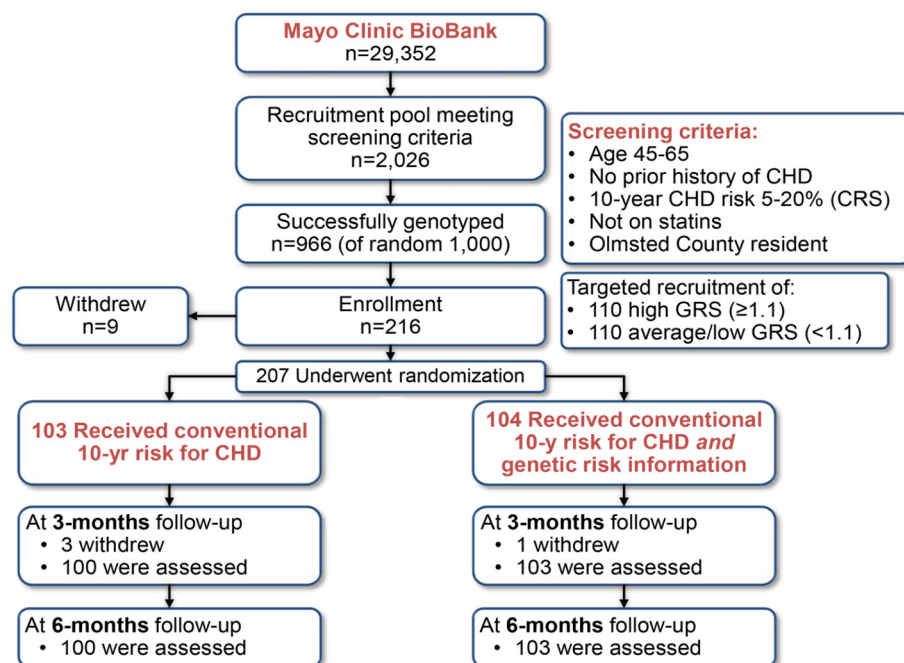 Mayo Clinic BioBank
n=29,352
Recruitment pool meeting
screening criteria
n=2,026
Screening criteria:
• Age 45-65
• No prior history of CHD
• 10-year CHD risk 5-20% (CRS)
• Not on statins
• Olmsted County resident
Successfully genotyped
n=966 (of random 1,000)
Targeted recruitment of:
• 110 high GRS (≥1.1)
• 110 average/low GRS (<1.1)
Withdrew
n=9
Enrollment
n=216
207 Underwent randomization
103 Received conventional
10-yr risk for CHD
104 Received conventional
10-y risk for CHD and
genetic risk information
At 3-months follow-up
• 3 withdrew
• 100 were assessed
At 3-months follow-up
• 1 withdrew
• 103 were assessed
At 6-months follow-up
• 100 were assessed
At 6-months follow-up
• 103 were assessed